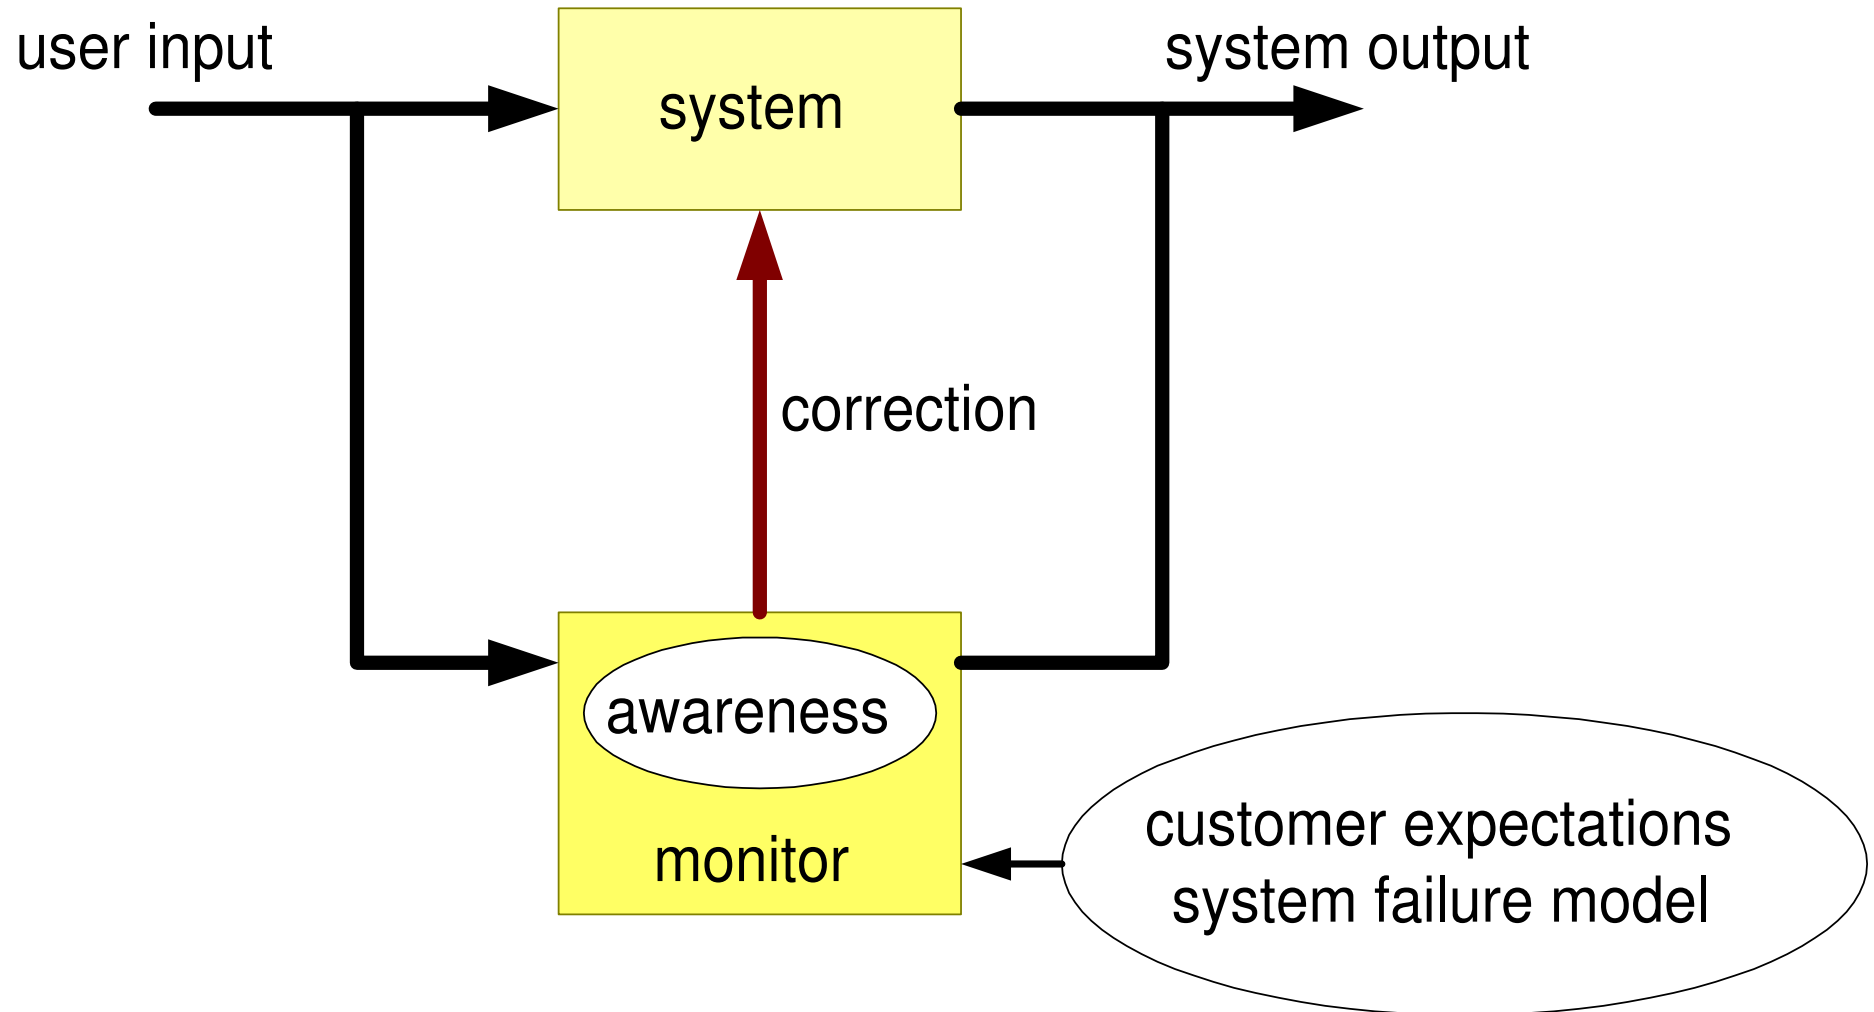 user input
system output
system
correction
awareness
monitor
customer expectations
system failure model